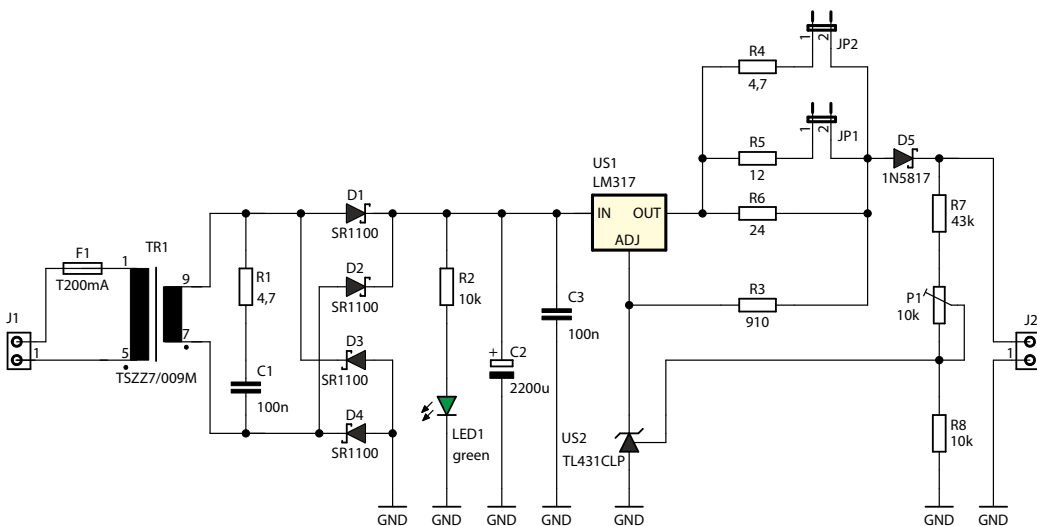 JP2
1
2
R4
4,7
JP1
1
2
R5
12
D5
1N5817
US1
LM317
IN OUT
ADJ
R6
24
R7
43k
D1
SR1100
F1
T200mA
TR1
1
9
5
7
TSZZ7/009M
R1
4,7
D2
SR1100
R2
10k
C3
100n
R3
910
P1
10k
J1
1
J2
1
D3
SR1100
C1
100n
+
C2
2200u
D4
SR1100
LED1
green
US2
TL431CLP
R8
10k
GND
GND
GND
GND
GND
GND
GND